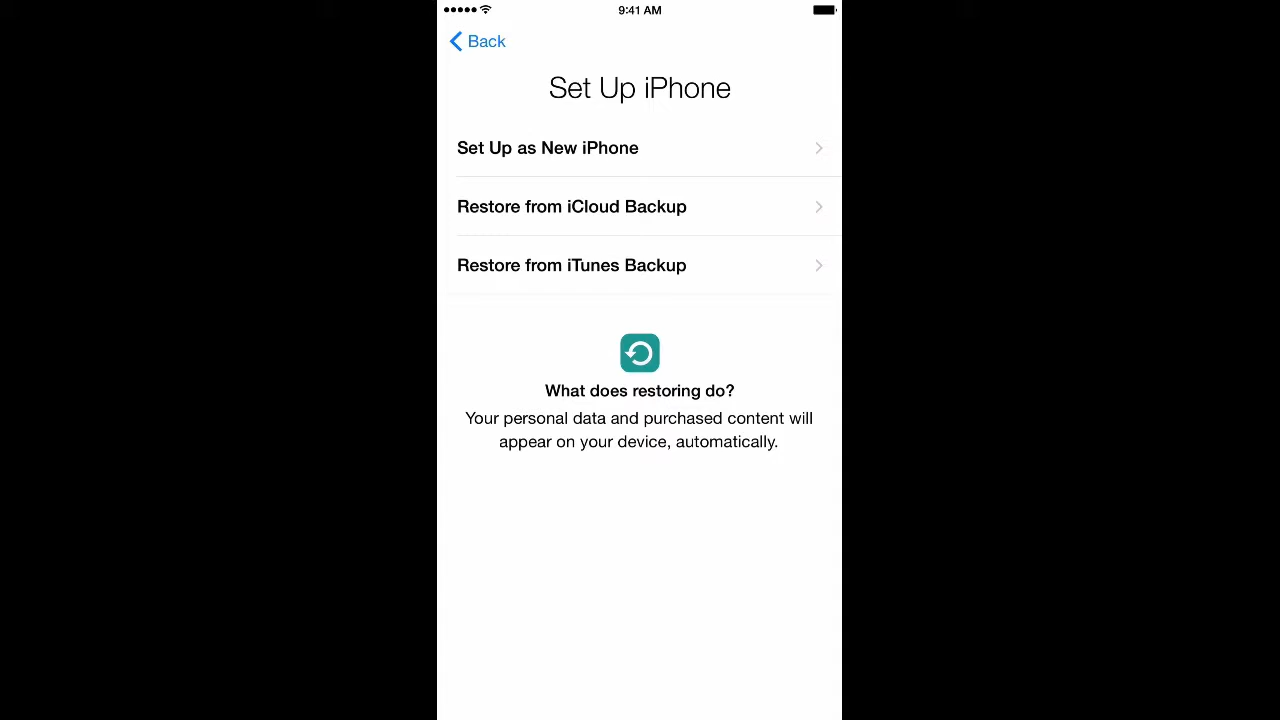 9:41 AM
Back
Set Up iPhone
Set Up as New iPhone
Restore from iCloud Backup
Restore from iTunes Backup
What does restoring do?
Your personal data and purchased content will
appear on your device, automatically.